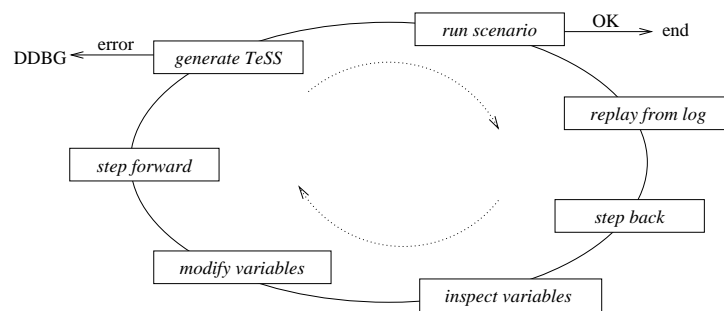 run scenario
OK
end
error
DDBG
generate TeSS
replay from log
step forward
step back
modify variables
inspect variables